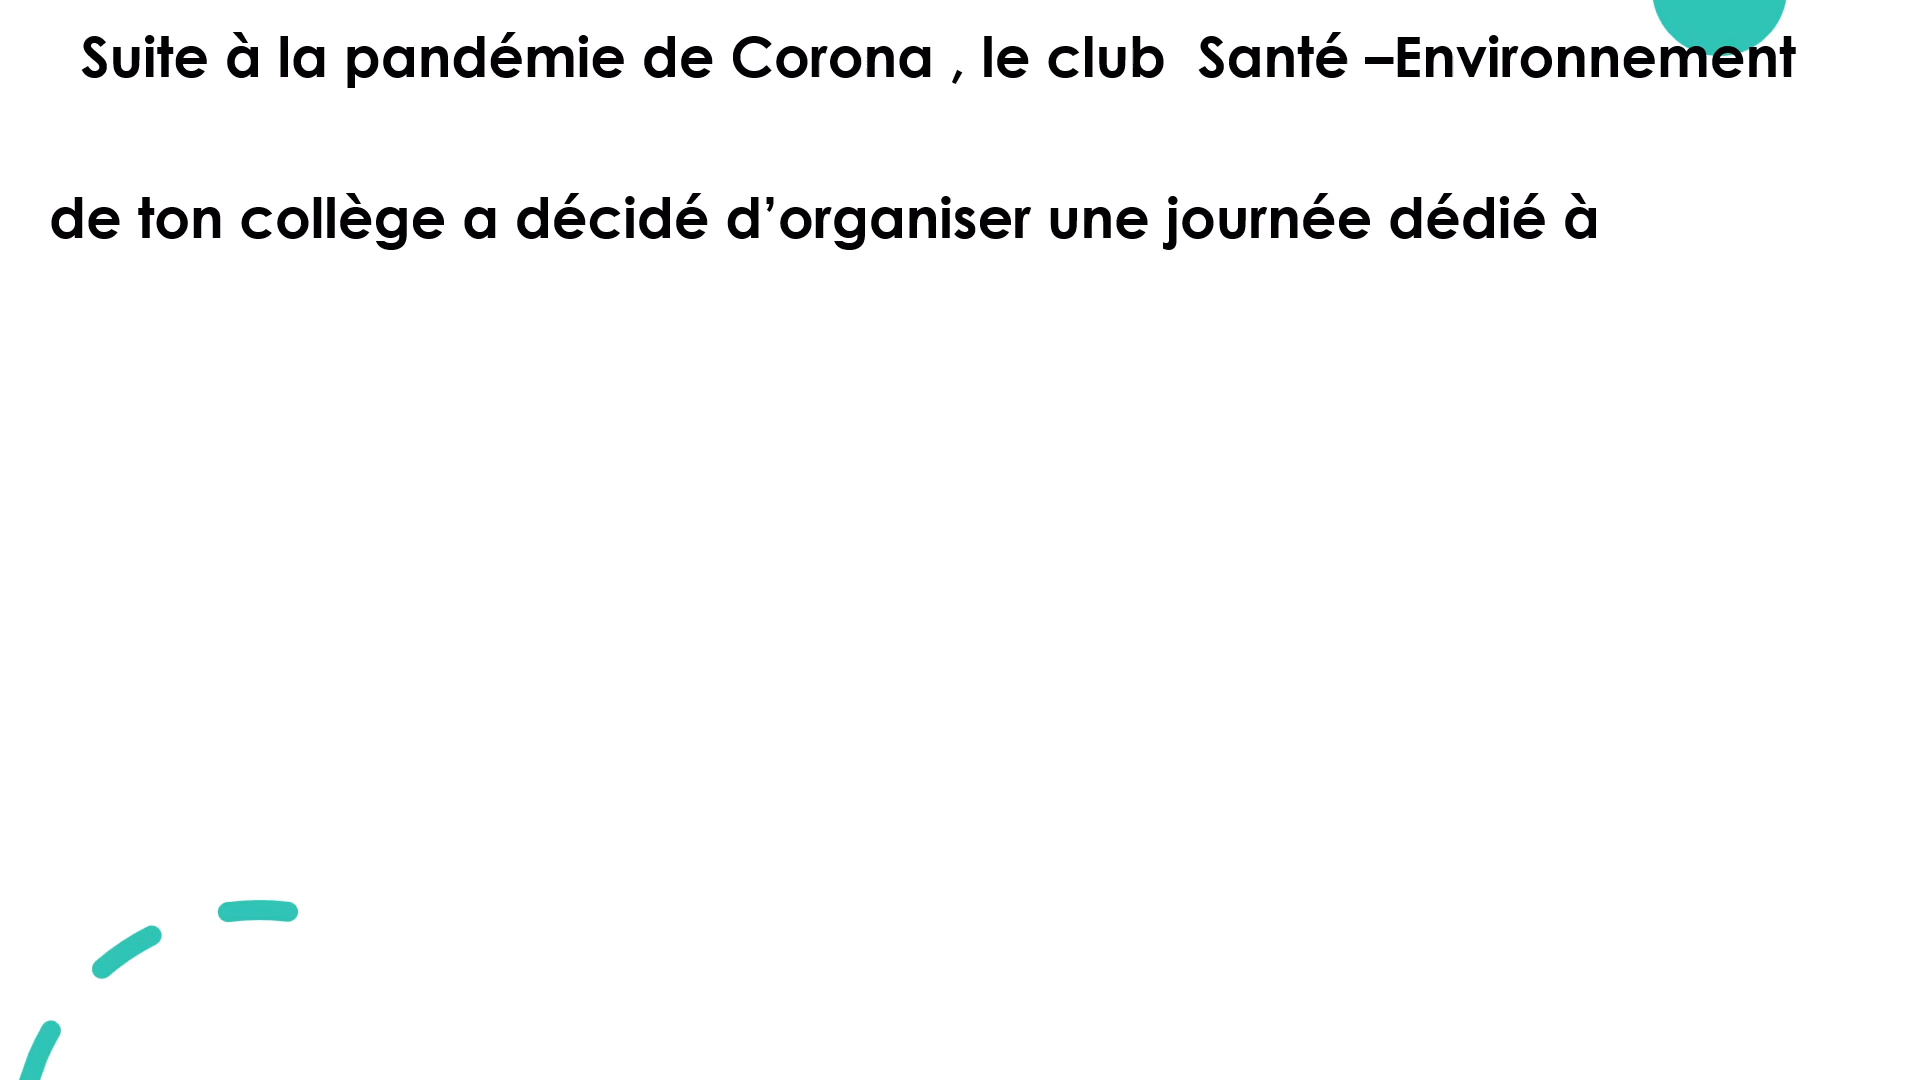 Suite à la pandémie de Corona , le club  Santé –Environnement
de ton collège a décidé d’organiser une journée dédié à